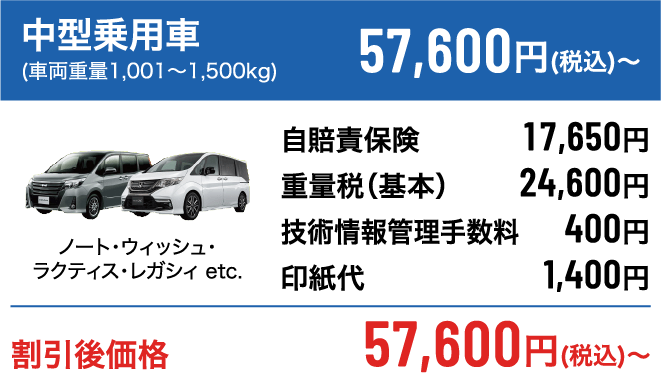 中型乗用車
(車両重量1,001〜1,500kg)
57,600円(税込)〜
自賠責保険 17,650円
重量税(基本) 24,600円
技術情報管理手数料 400円
印紙代 1,400円
ノート・ウィッシュ・
ラクティス・レガシィ etc.
割引後価格 57,600円(税込)〜